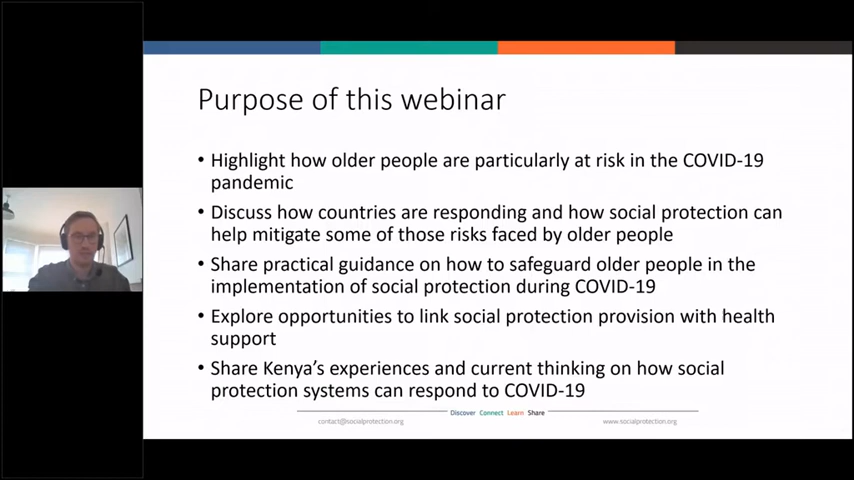 Purpose of this webinar
• Highlight how older people are particularly at risk in the COVID-19
pandemic
• Discuss how countries are responding and how social protection can
help mitigate some of those risks faced by older people
• Share practical guidance on how to safeguard older people in the
implementation of social protection during COVID-19
• Explore opportunities to link social protection provision with health
support
• Share Kenya’s experiences and current thinking on how social
protection systems can respond to COVID-19
Discover Connect Learn Share
contact@socialprotection.org www.socialprotection.org